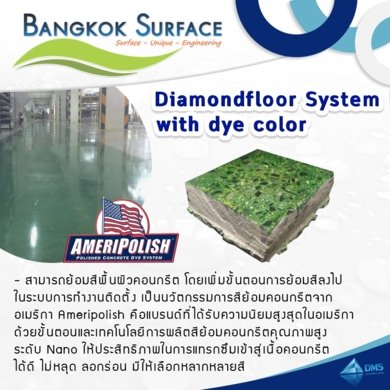 BANGKOK SURFACE
Surface - Unique - Engineering
Diamondfloor System
with dye color
AMERIPOLISH
POLISHED CONCRETE DYE SYSTEM
- สามารถย้อมสีพื้นผิวคอนกรีต โดยเพิ่มขั้นตอนการย้อมสีลงไป
ในระบบการทำงานติดตั้ง เป็นนวัตกรรมการสีย้อมคอนกรีตจาก
อเมริกา Ameripolish คือแบรนด์ที่ได้รับความนิยมสูงสุดในอเมริกา
ด้วยขั้นตอนและเทคโนโลยีการผลิตสีย้อมคอนกรีตคุณภาพสูง
ระดับ Nano ให้ประสิทธิภาพในการแทรกซึมเข้าสู่เนื้อคอนกรีต
ได้ดี ไม่หลุด ลอกร่อน มีให้เลือกหลากหลายสี
DMS